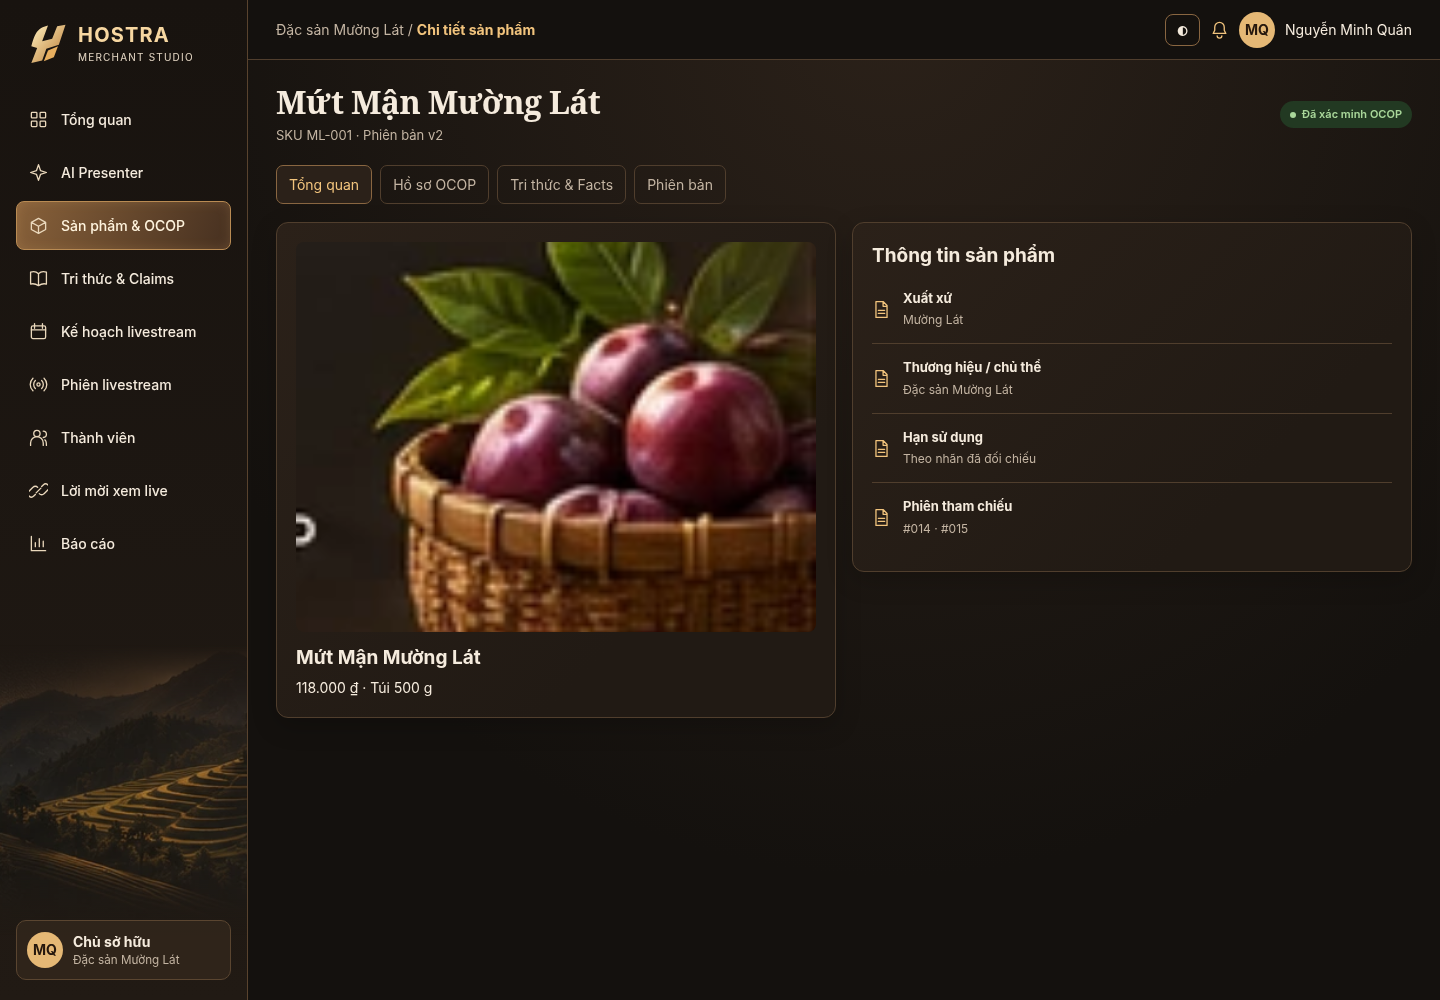 HOSTRA
MERCHANT STUDIO
Tổng quan
AI Presenter
Sản phẩm & OCOP
Tri thức & Claims
Kế hoạch livestream
Phiên livestream
Thành viên
Lời mời xem live
Báo cáo
MQ
Chủ sở hữu
Đặc sản Mường Lát
Đặc sản Mường Lát / Chi tiết sản phẩm
MQ Nguyễn Minh Quân
Mứt Mận Mường Lát
SKU ML-001 · Phiên bản v2
Đã xác minh OCOP
Tổng quan
Hồ sơ OCOP
Tri thức & Facts
Phiên bản
Mứt Mận Mường Lát
118.000 ₫ · Túi 500 g
Thông tin sản phẩm
Xuất xứ
Mường Lát
Thương hiệu / chủ thể
Đặc sản Mường Lát
Hạn sử dụng
Theo nhãn đã đối chiếu
Phiên tham chiếu
#014 · #015